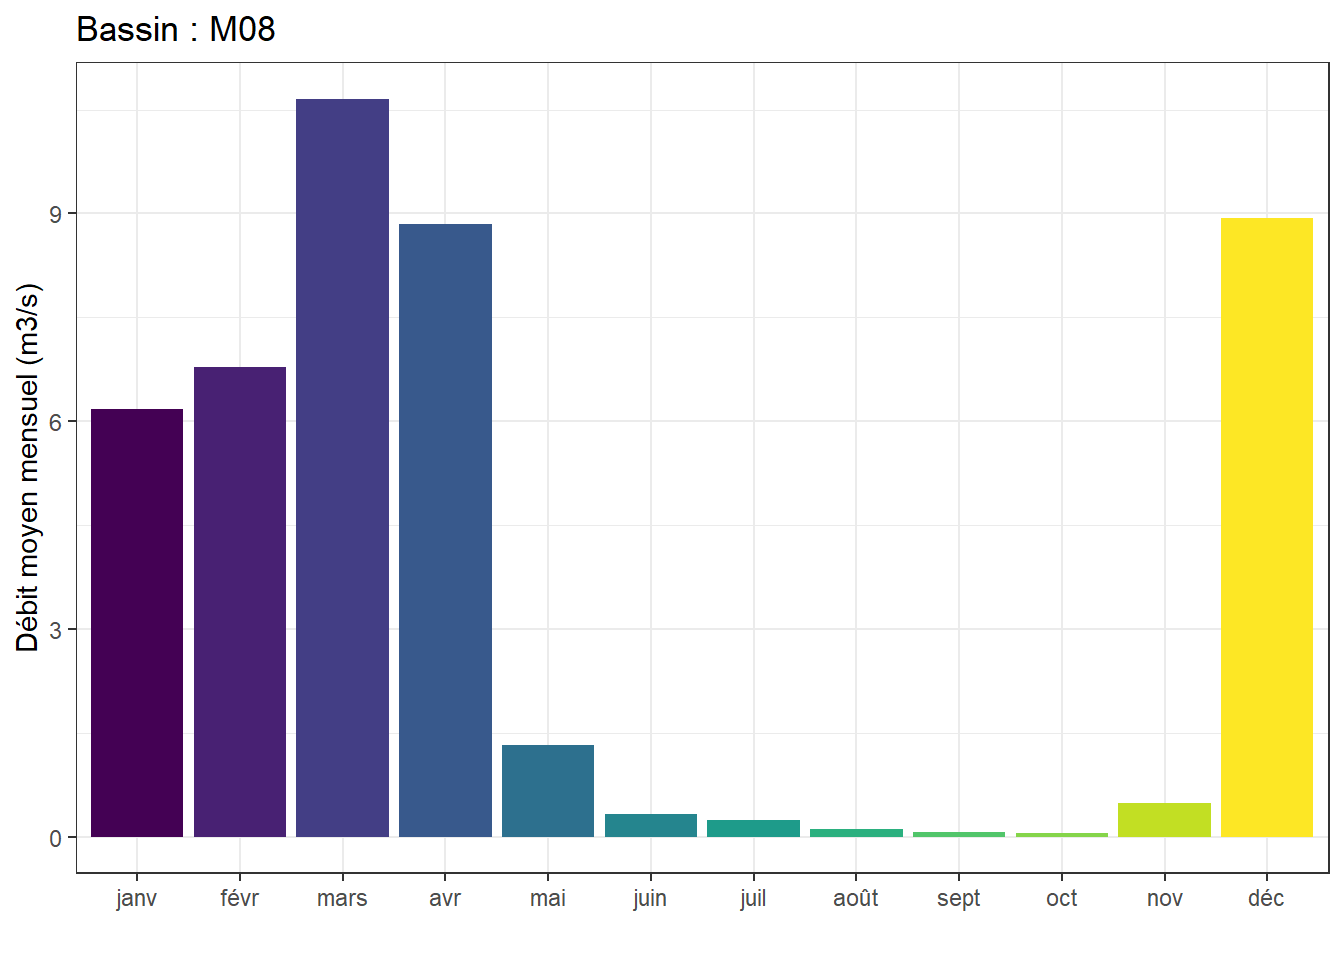 Bassin : M08
Débit moyen mensuel (m3/s)
9
6
3
0
janv févr mars avr mai juin juil août sept oct nov déc